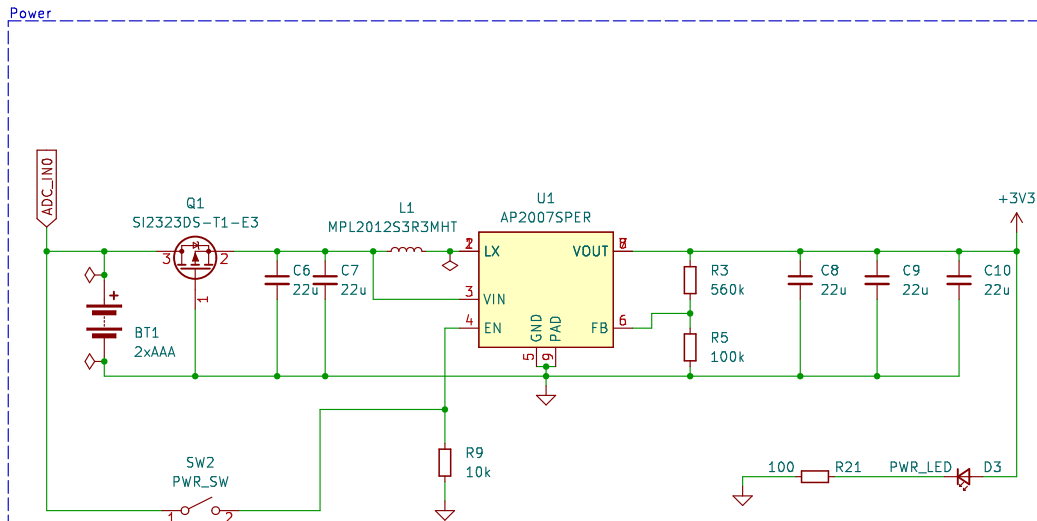 Power
ADC_IN0
Q1
SI2323DS-T1-E3
3
2
1
C6
22u
C7
22u
L1
MPL2012S3R3MHT
U1
AP2007SPER
LX
VOUT
3
VIN
4
EN
GND
PAD
5
9
FB
6
R3
560k
R5
100k
C8
22u
C9
22u
C10
22u
+3V3
+
BT1
2xAAA
SW2
PWR_SW
1
2
R9
10k
100
R21
PWR_LED
D3